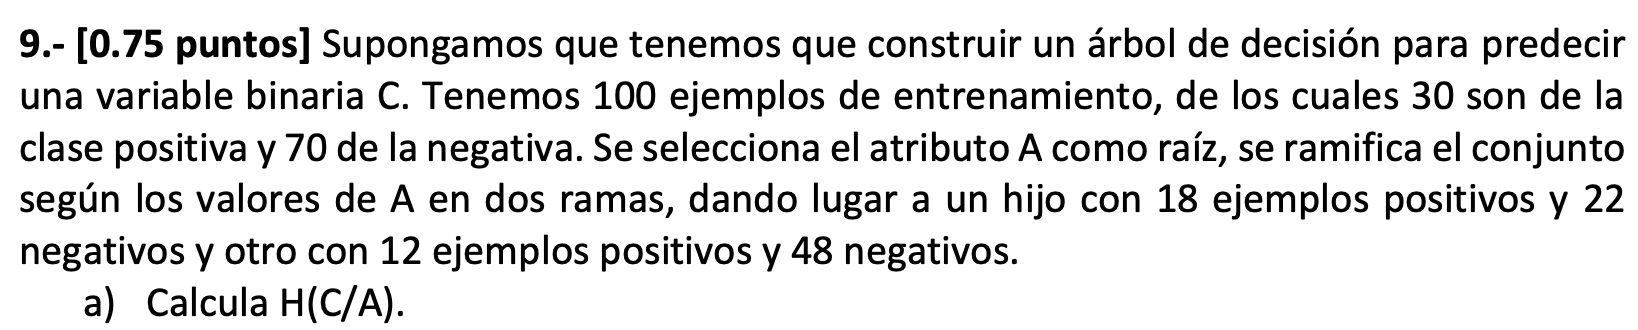 9.- [0.75 puntos] Supongamos que tenemos que construir un árbol de decisión para predecir
una variable binaria C. Tenemos 100 ejemplos de entrenamiento, de los cuales 30 son de la
clase positiva y 70 de la negativa. Se selecciona el atributo A como raíz, se ramifica el conjunto
según los valores de A en dos ramas, dando lugar a un hijo con 18 ejemplos positivos y 22
negativos y otro con 12 ejemplos positivos y 48 negativos.
a) Calcula H(C/A).